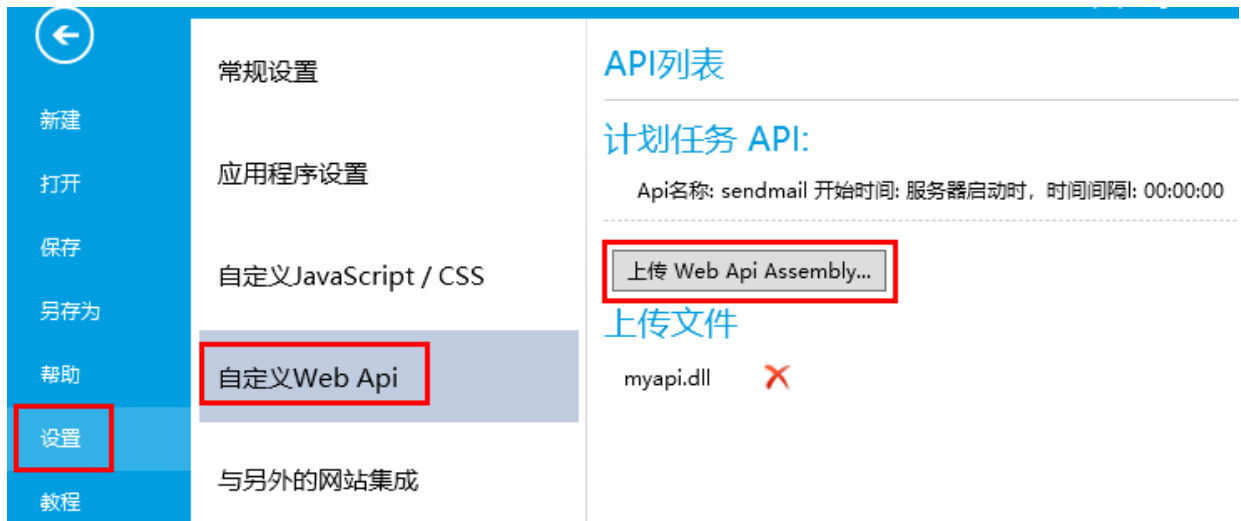 新建
打开
保存
另存为
帮助
设置
教程
常规设置
应用程序设置
自定义JavaScript / CSS
自定义Web Api
与另外的网站集成
API列表
计划任务 API:
Api名称: sendmail 开始时间: 服务器启动时，时间间隔l: 00:00:00
上传 Web Api Assembly...
上传文件
myapi.dll